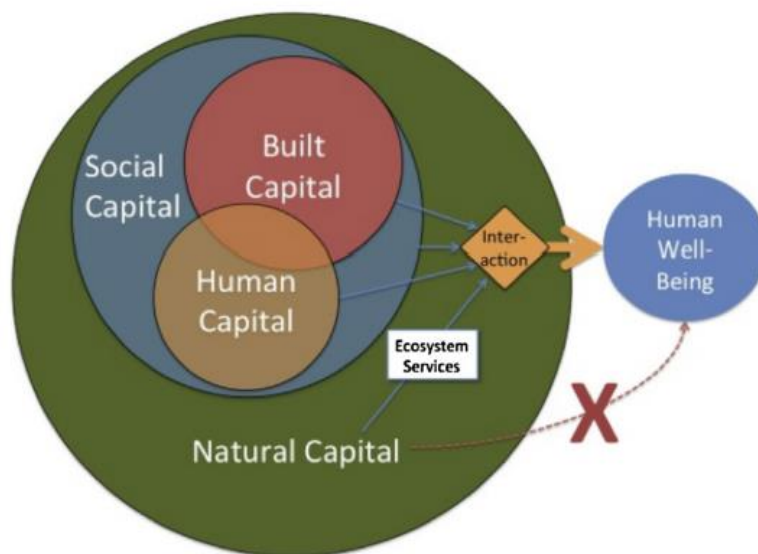 Social
Capital
Built
Capital
Human
Capital
Inter-
action
Human
Well-
Being
Ecosystem
Services
Natural Capital
X